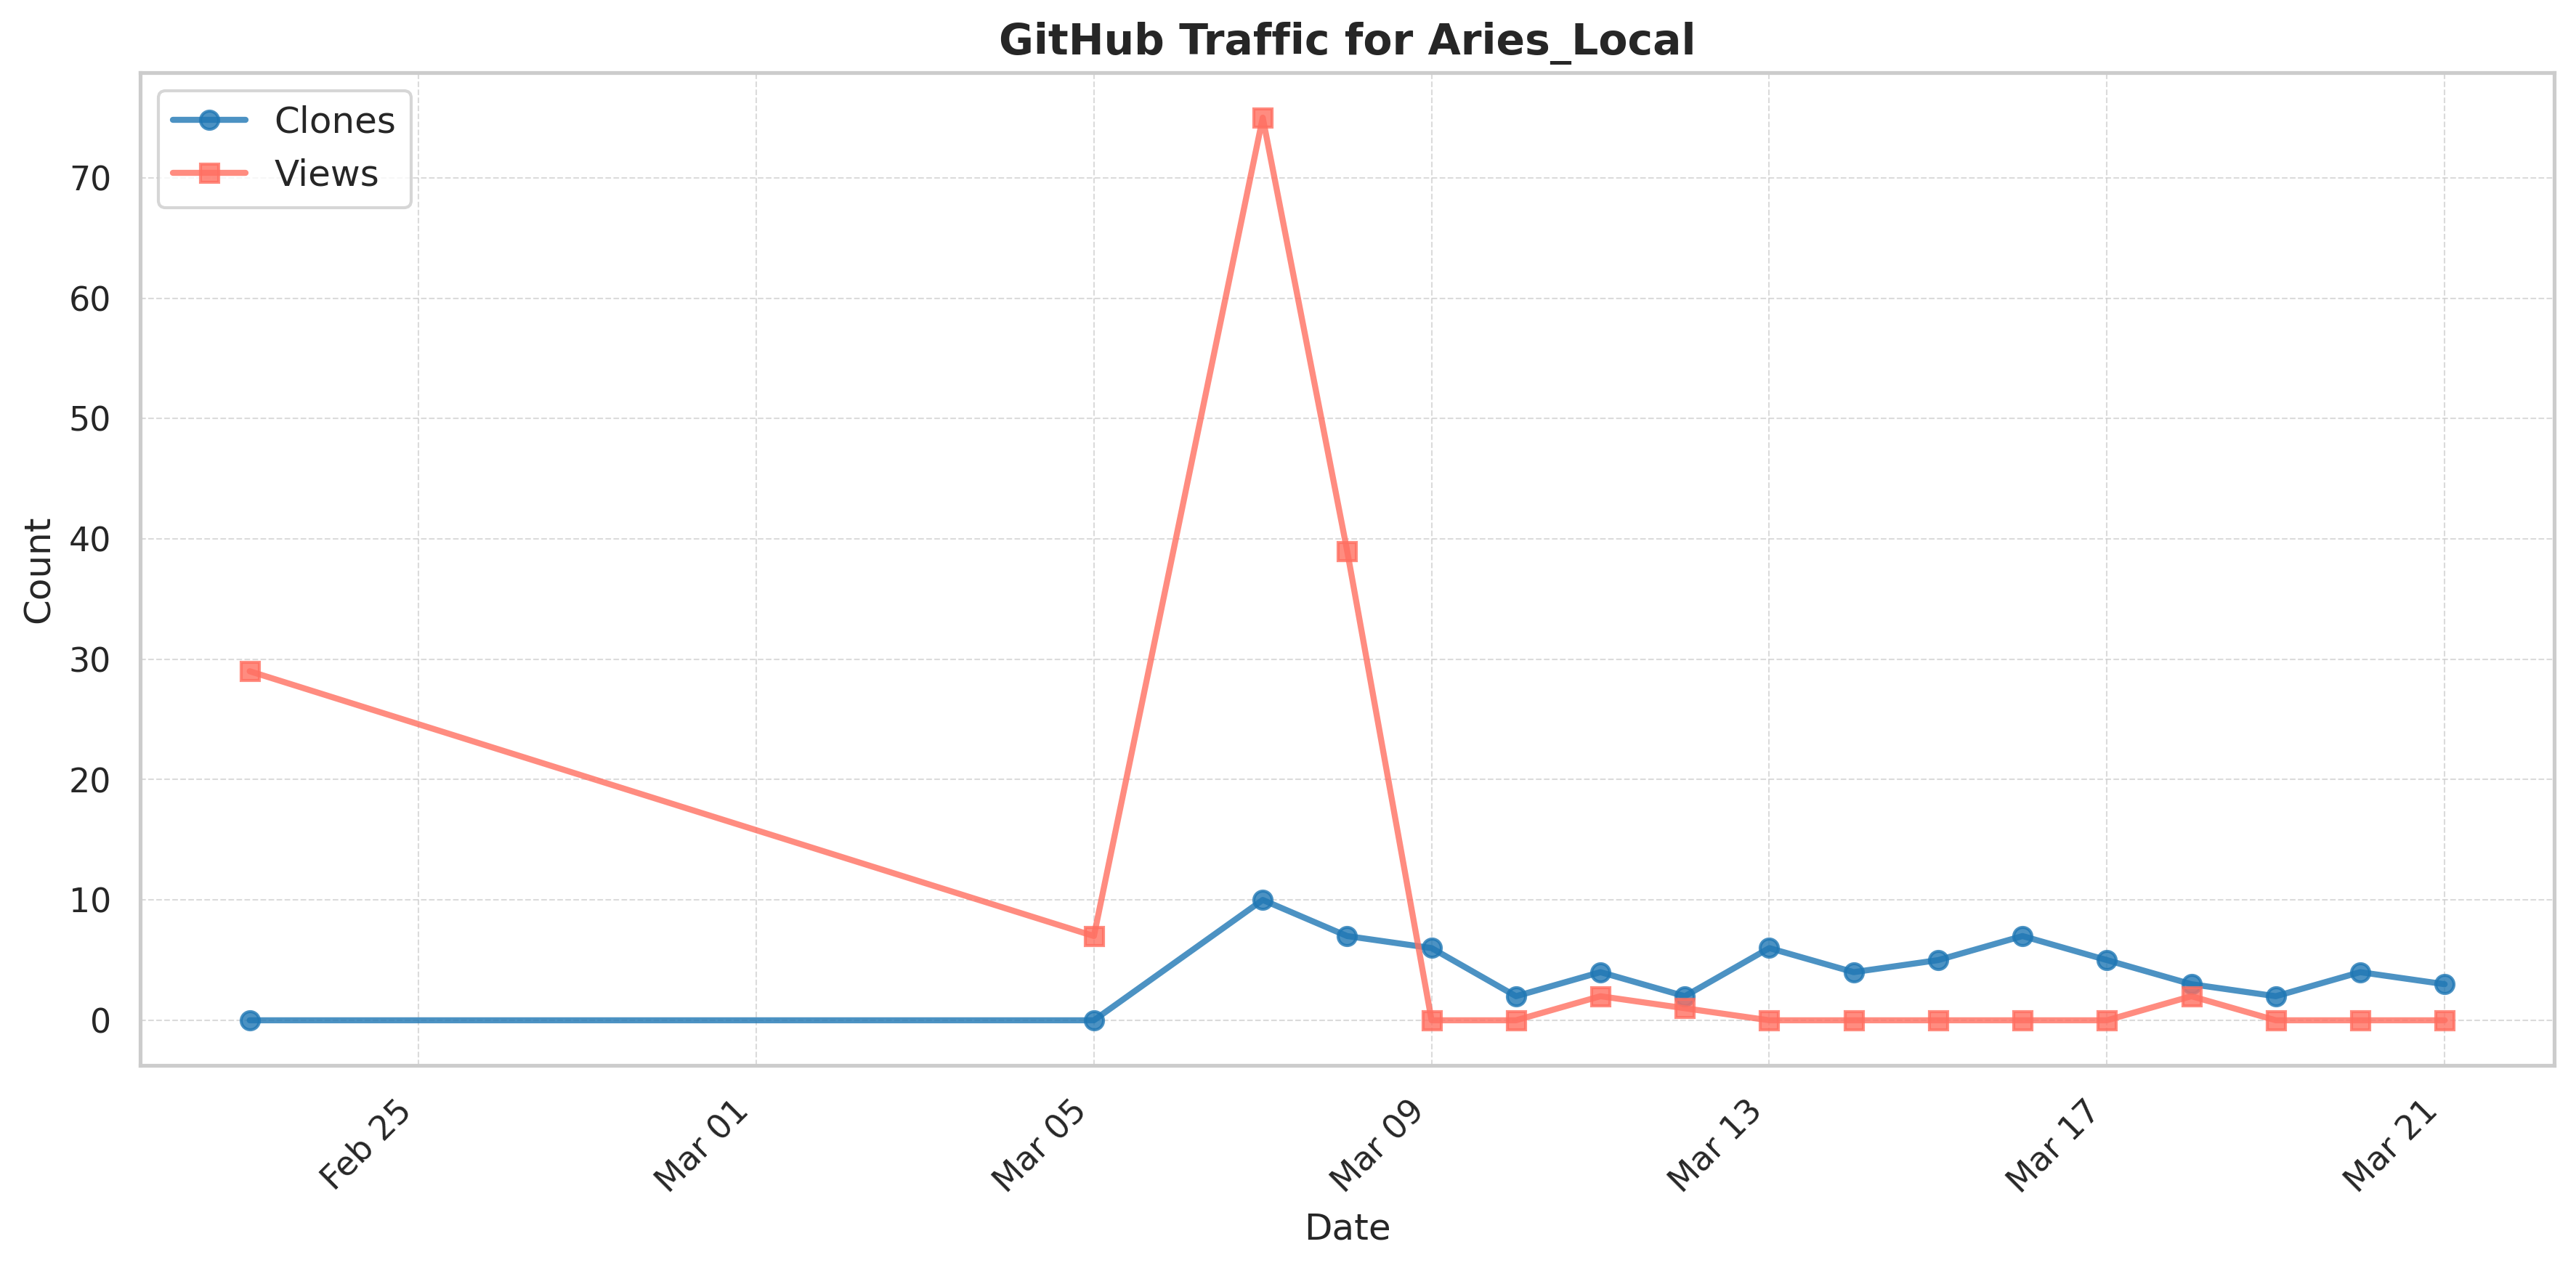 GitHub Traffic for Aries_Local
Clones
Views
70
60
50
40
30
20
10
0
Count
Feb 25
Mar 01
Mar 05
Mar 09
Mar 13
Mar 17
Mar 21
Date